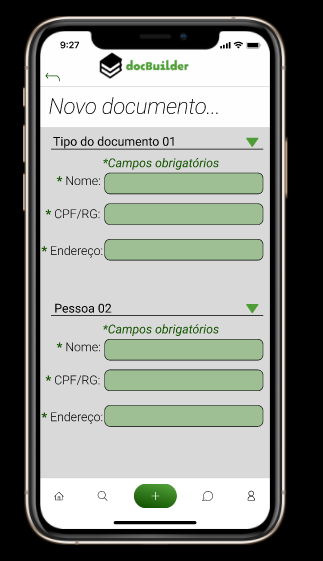 9:27
docBuilder
Novo documento...
Tipo do documento 01
*Campos obrigatórios
* Nome:
* CPF/RG:
* Endereço:
Pessoa 02
*Campos obrigatórios
* Nome:
* CPF/RG:
* Endereço: